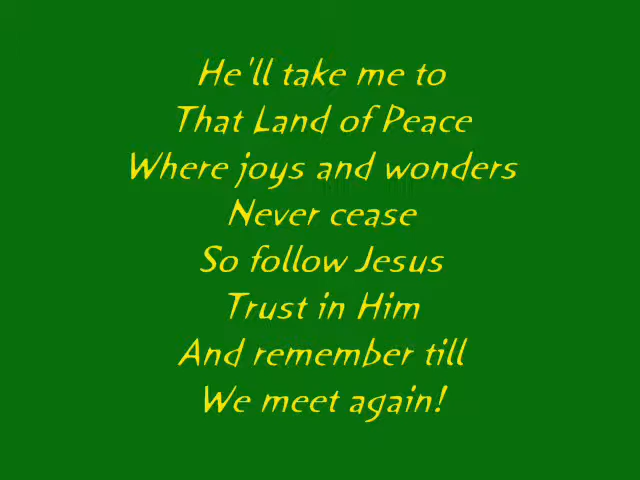 He'll take me to
That Land of Peace
Where joys and wonders
Never cease
So follow Jesus
Trust in Him
And remember till
We meet again!